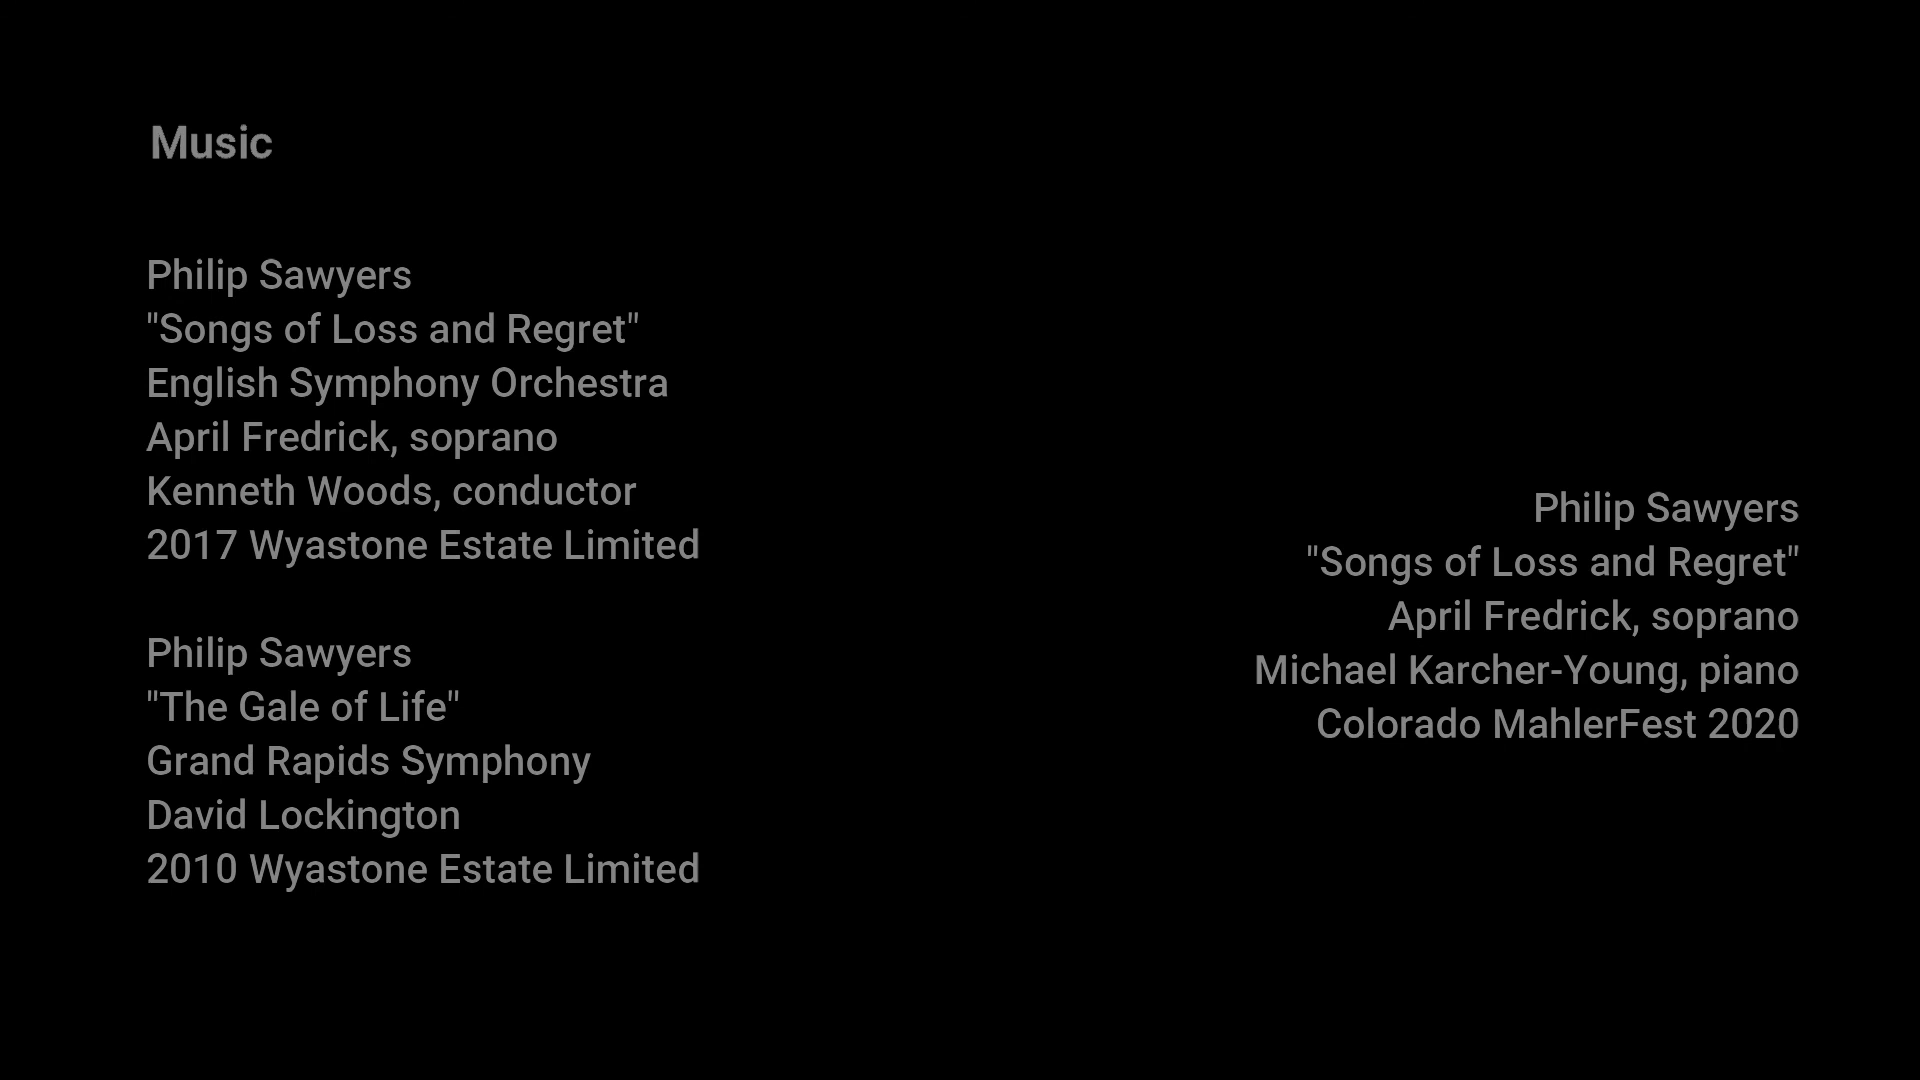 Music
Philip Sawyers
"Songs of Loss and Regret"
English Symphony Orchestra
April Fredrick, soprano
Kenneth Woods, conductor
2017 Wyastone Estate Limited
Philip Sawyers
"The Gale of Life"
Grand Rapids Symphony
David Lockington
2010 Wyastone Estate Limited
Philip Sawyers
"Songs of Loss and Regret"
April Fredrick, soprano
Michael Karcher-Young, piano
Colorado MahlerFest 2020